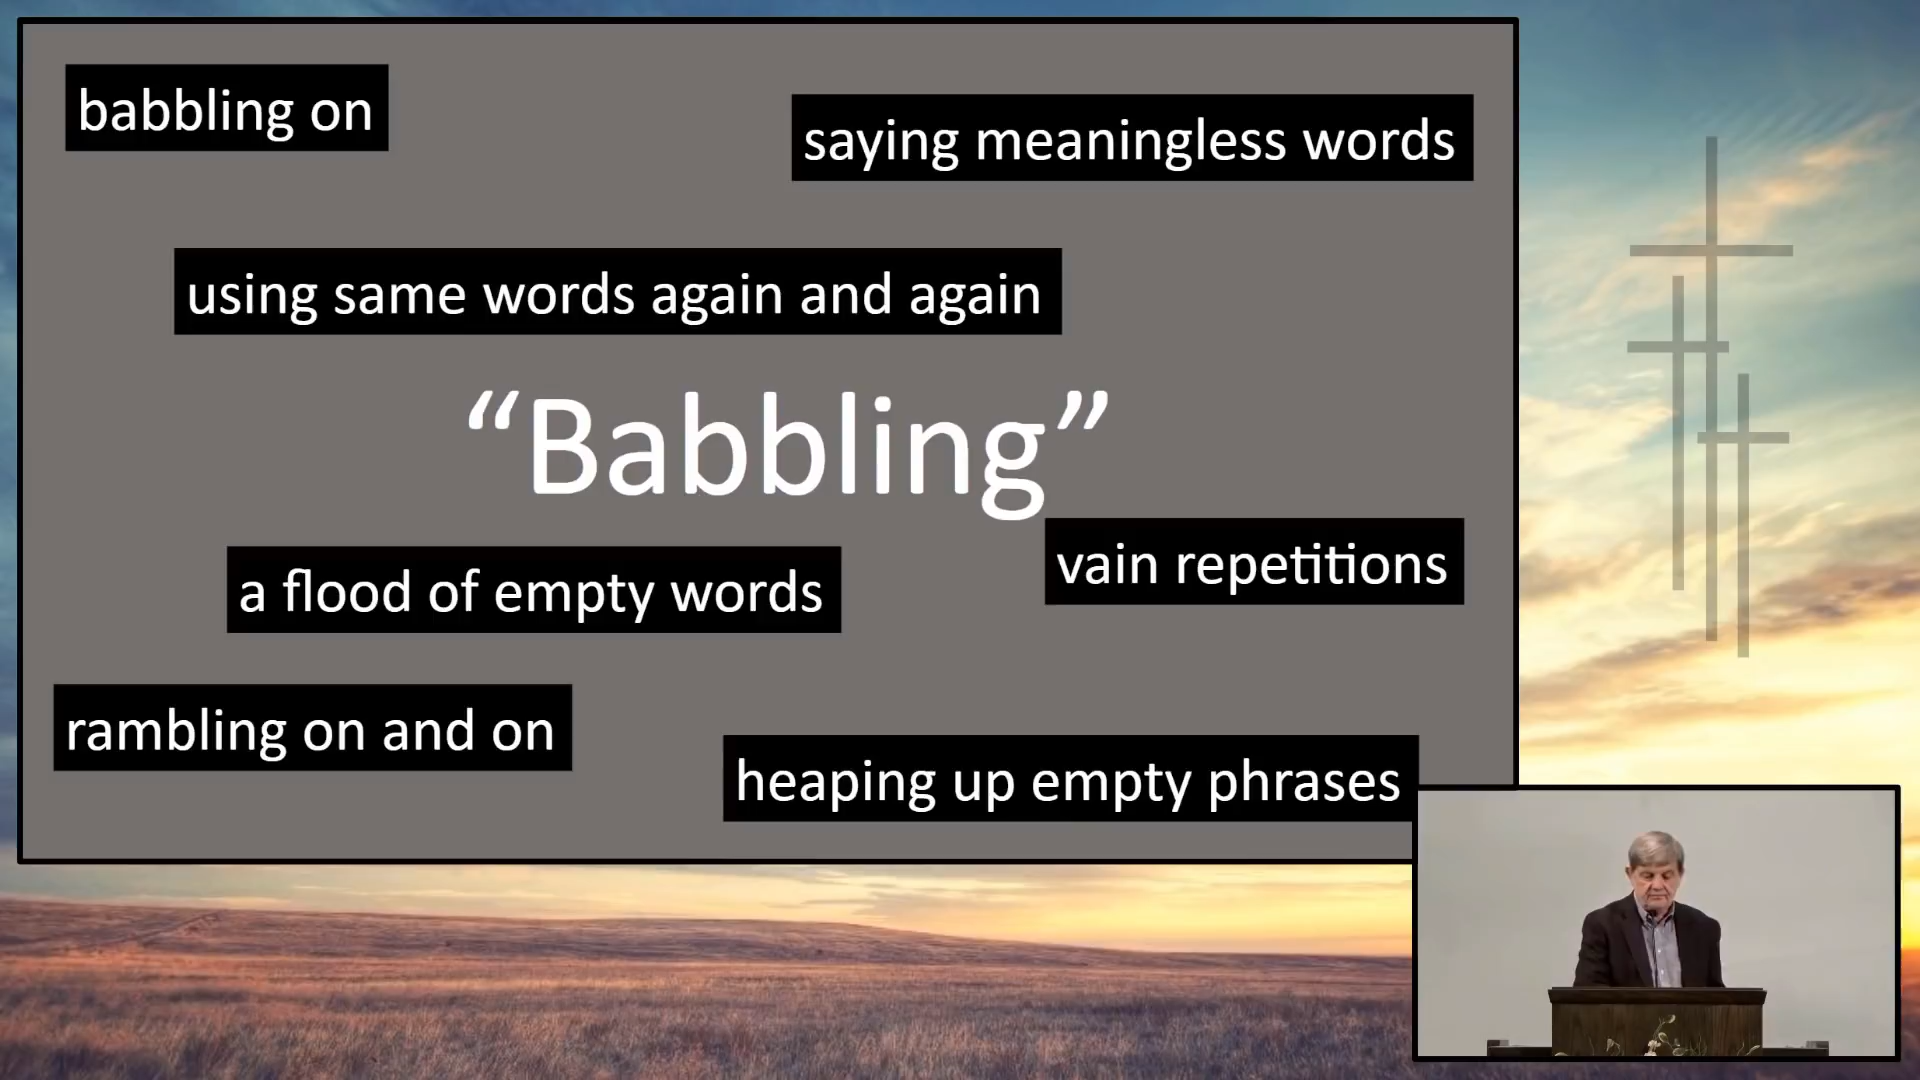 babbling on
saying meaningless words
using same words again and again
“Babbling”
vain repetitions
a flood of empty words
rambling on and on
heaping up empty phrases